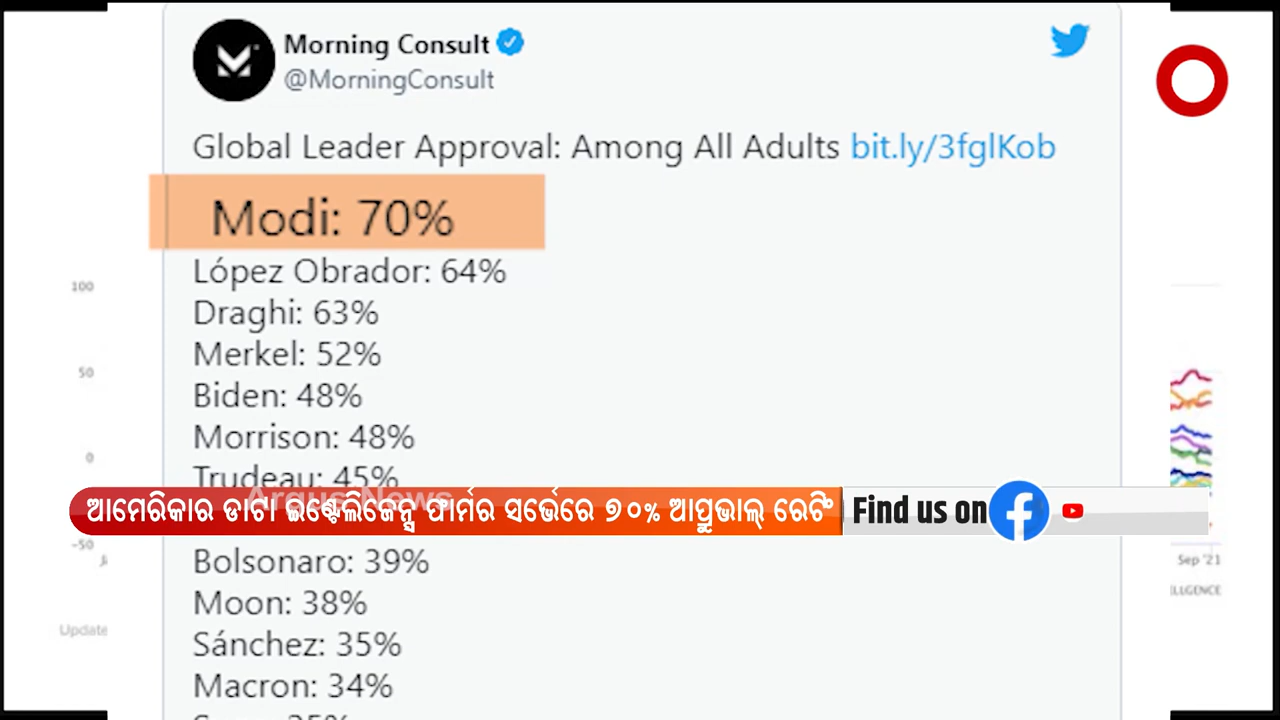 Morning Consult
@MorningConsult
Global Leader Approval: Among All Adults bit.ly/3fglKob
Modi: 70%
López Obrador: 64%
Draghi: 63%
Merkel: 52%
Biden: 48%
Morrison: 48%
Trudeau: 45%
Argus News
ଆମେରିକାର ଡାଟା ଇଣ୍ଟେଲିଜେନ୍ସ ଫାର୍ମର ସର୍ଭେରେ ୭୦% ଆପ୍ରୁଭାଲ୍ ରେଟିଂ
Find us on
Bolsonaro: 39%
Moon: 38%
Sánchez: 35%
Macron: 34%
100
50
0
-50
Sep '21
Update